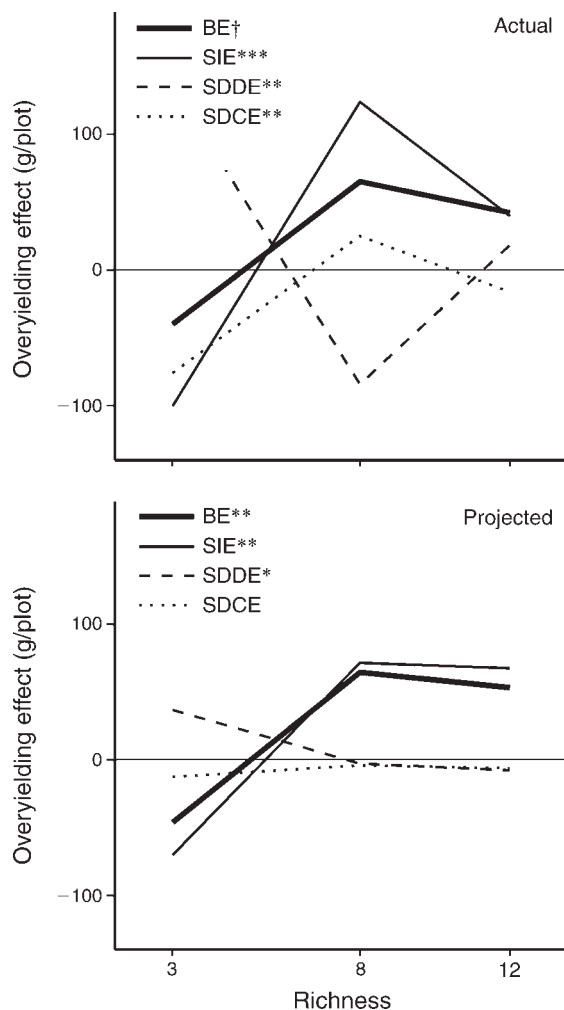 BE†
Actual
SIE***
SDDE**
SDCE**
Overyielding effect (g/plot)
100
0
−100
BE**
Projected
SIE**
SDDE*
SDCE
Overyielding effect (g/plot)
100
0
−100
3 8 12
Richness